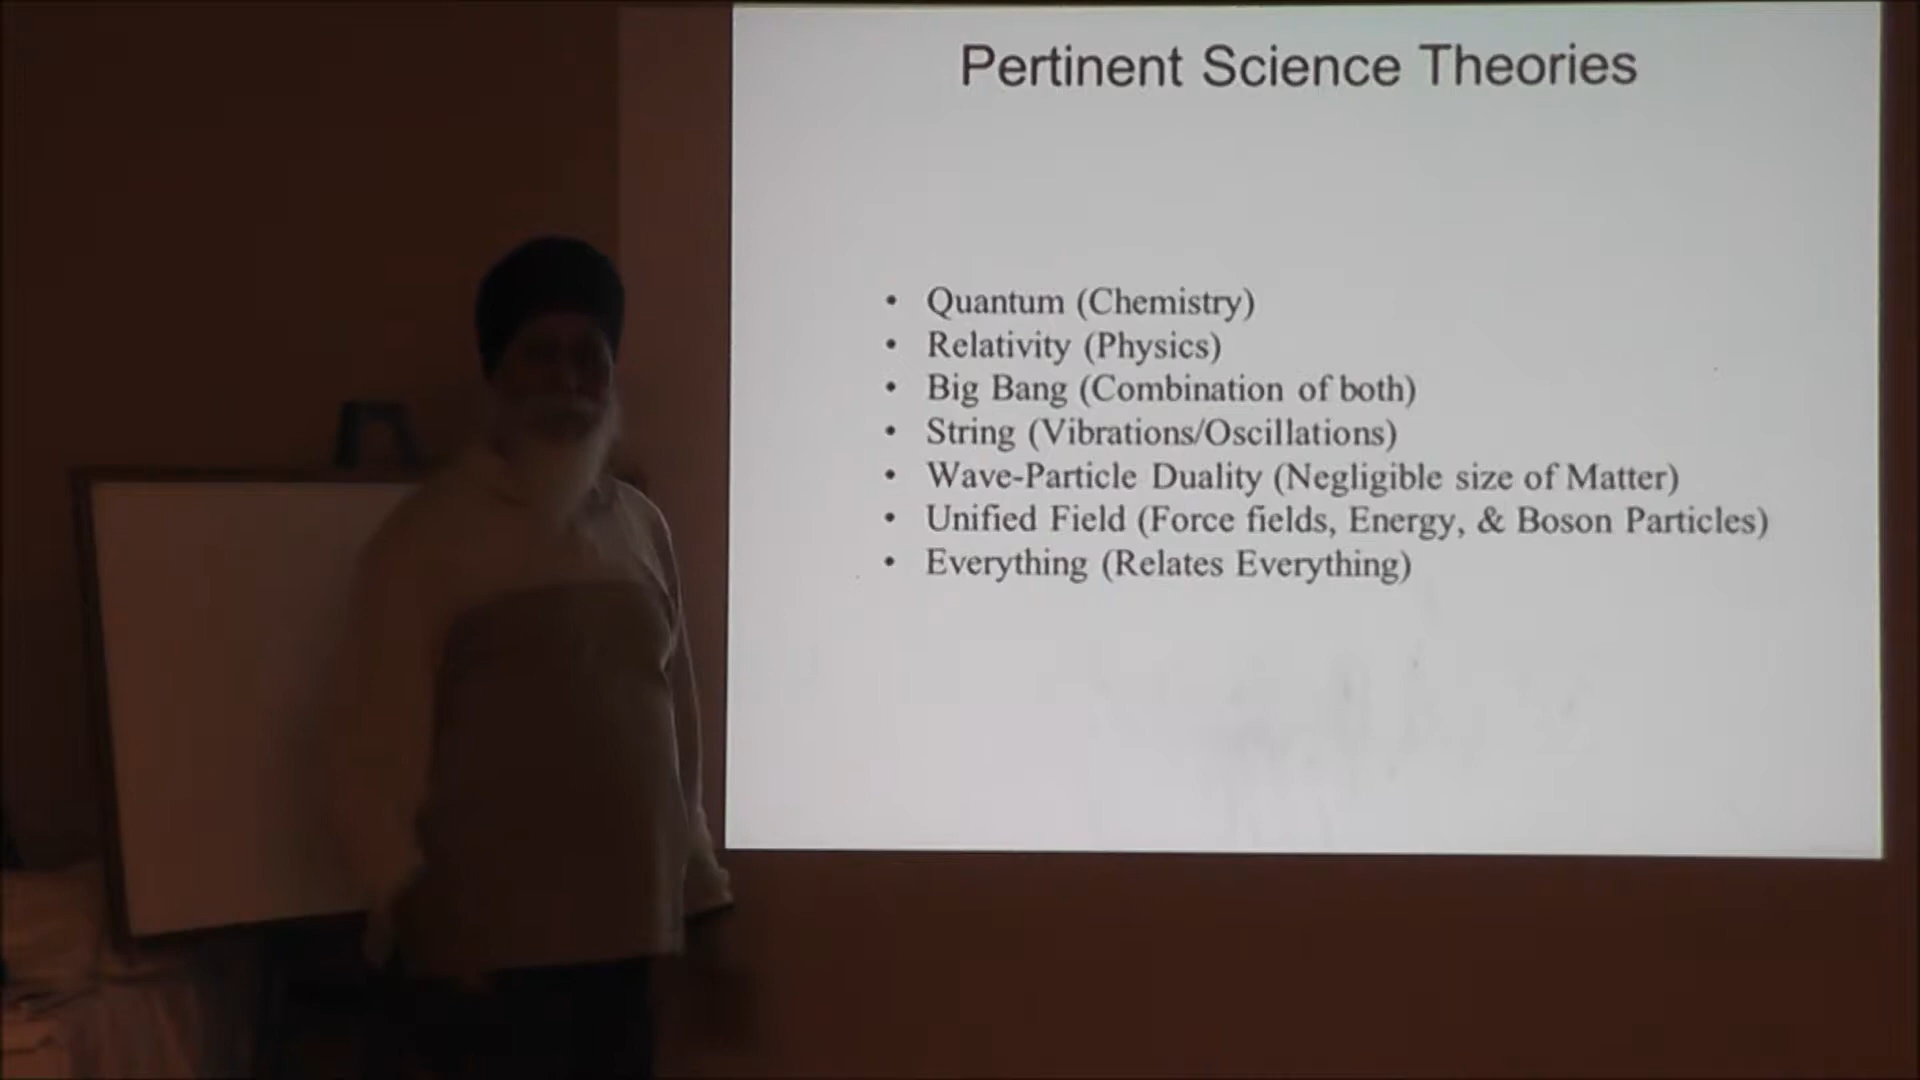 Pertinent Science Theories
• Quantum (Chemistry)
• Relativity (Physics)
• Big Bang (Combination of both)
• String (Vibrations/Oscillations)
• Wave-Particle Duality (Negligible size of Matter)
• Unified Field (Force fields, Energy, & Boson Particles)
• Everything (Relates Everything)